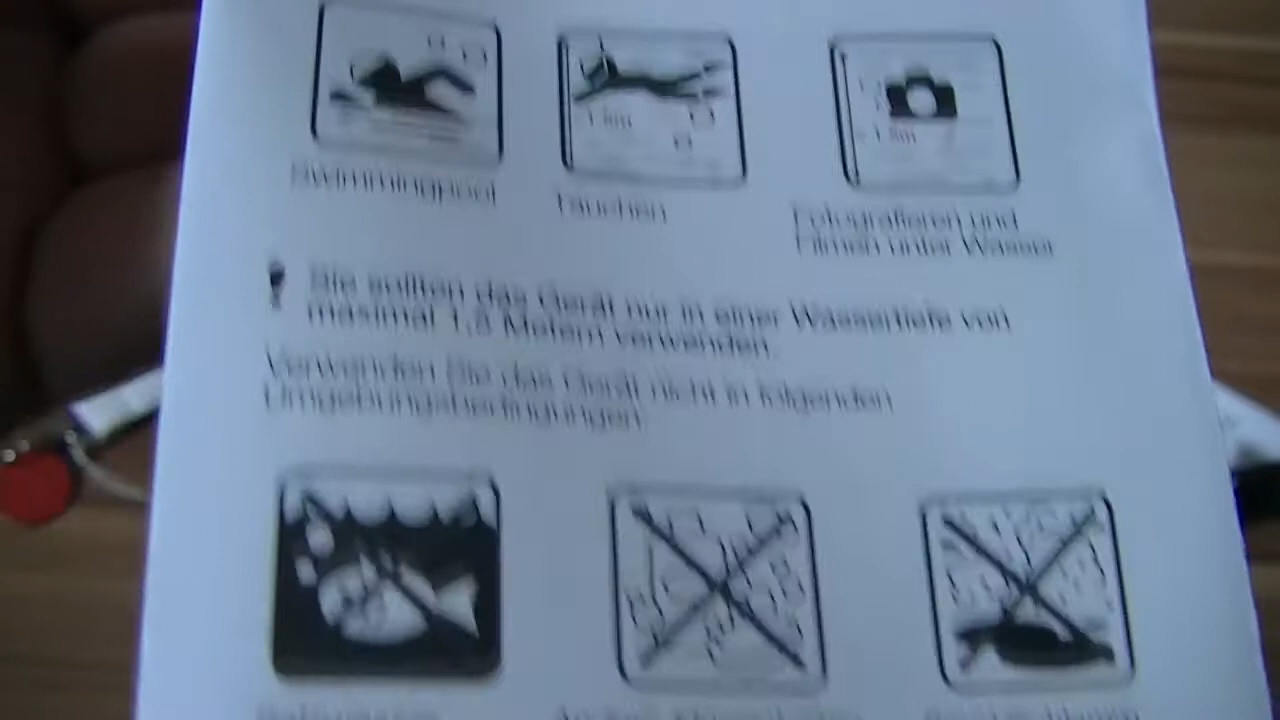 Swimmingpool
Tauchen
Fotografieren und
Filmen unter Wasser
Sie sollten das Gerät nur in einer Wassertiefe von
maximal 1,5 Metern verwenden.
Verwenden Sie das Gerät nicht in folgenden
Umgebungsbedingungen